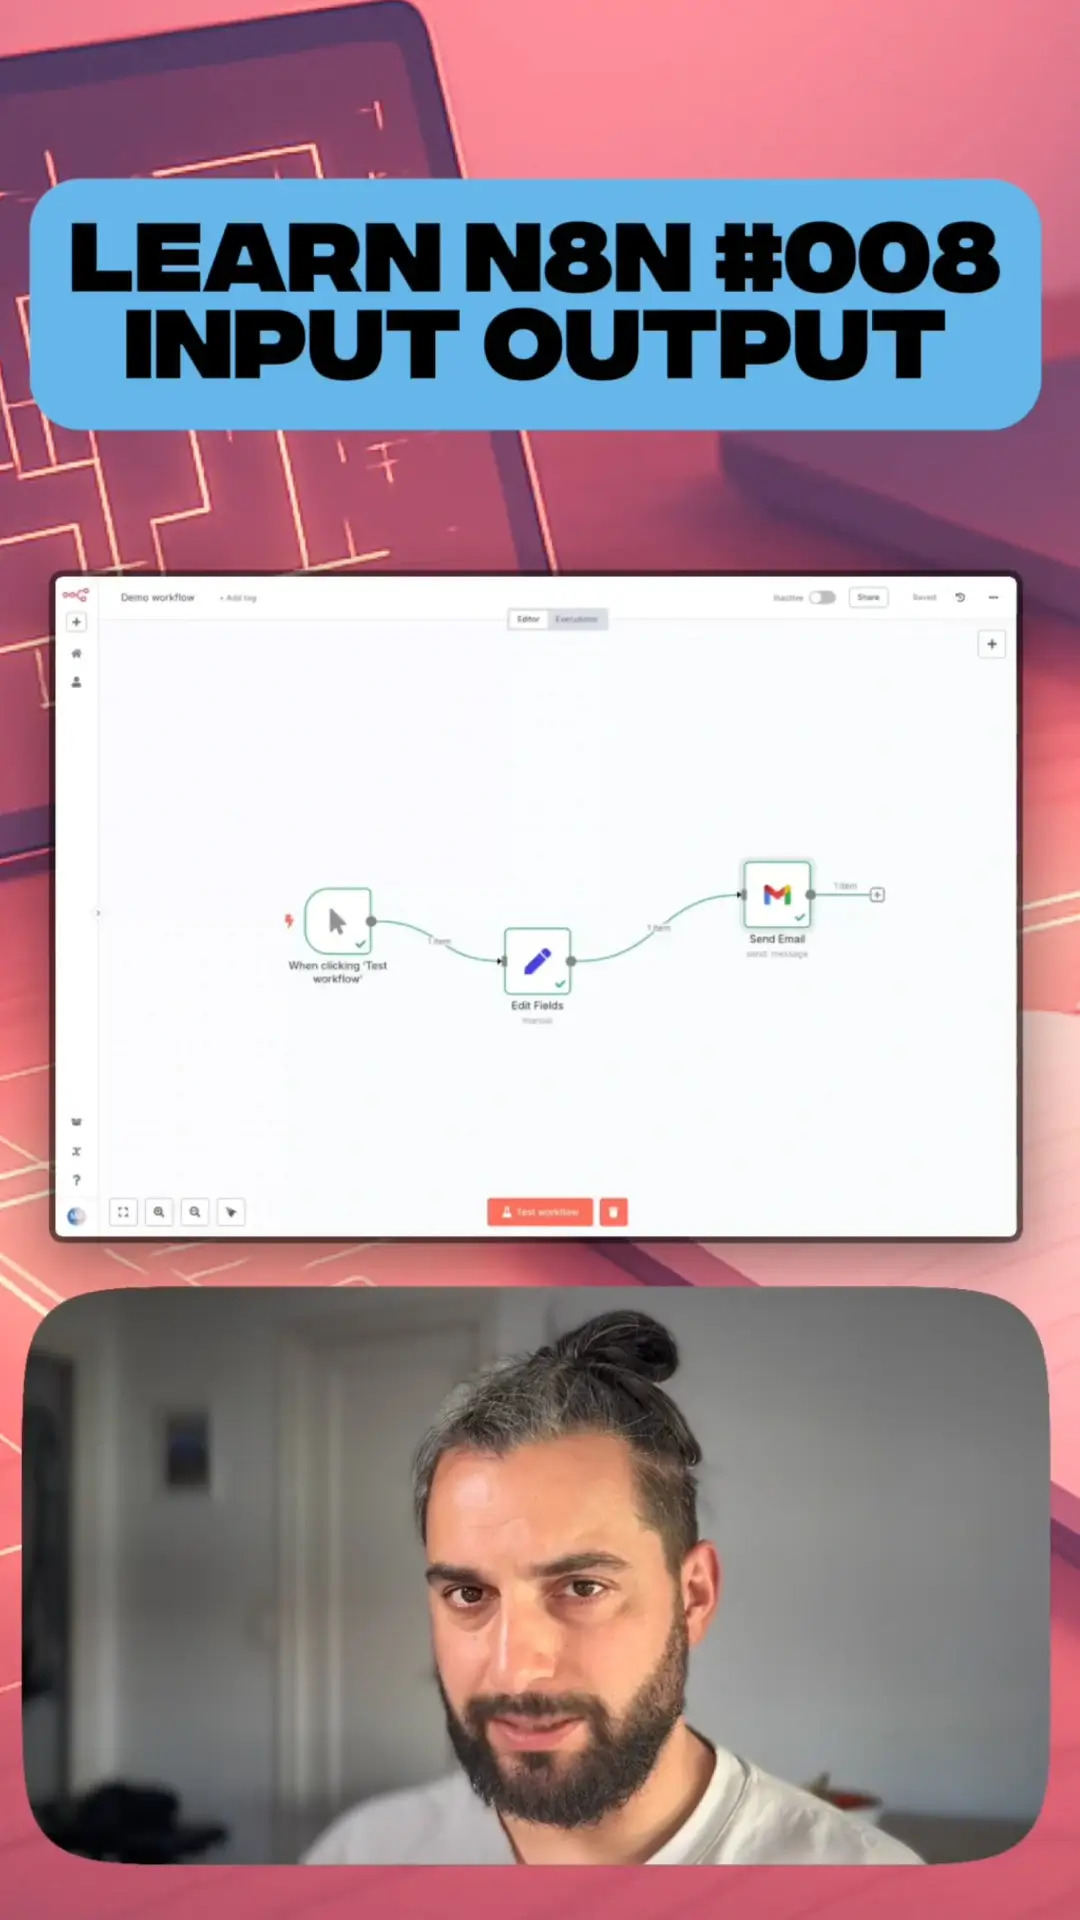 LEARN N8N #008
INPUT OUTPUT
Demo workflow
+ Add tag
Inactive
Share
Saved
Editor
Executions
1 item
1 item
1 item
When clicking 'Test
workflow'
Edit Fields
manual
Send Email
send: message
Test workflow